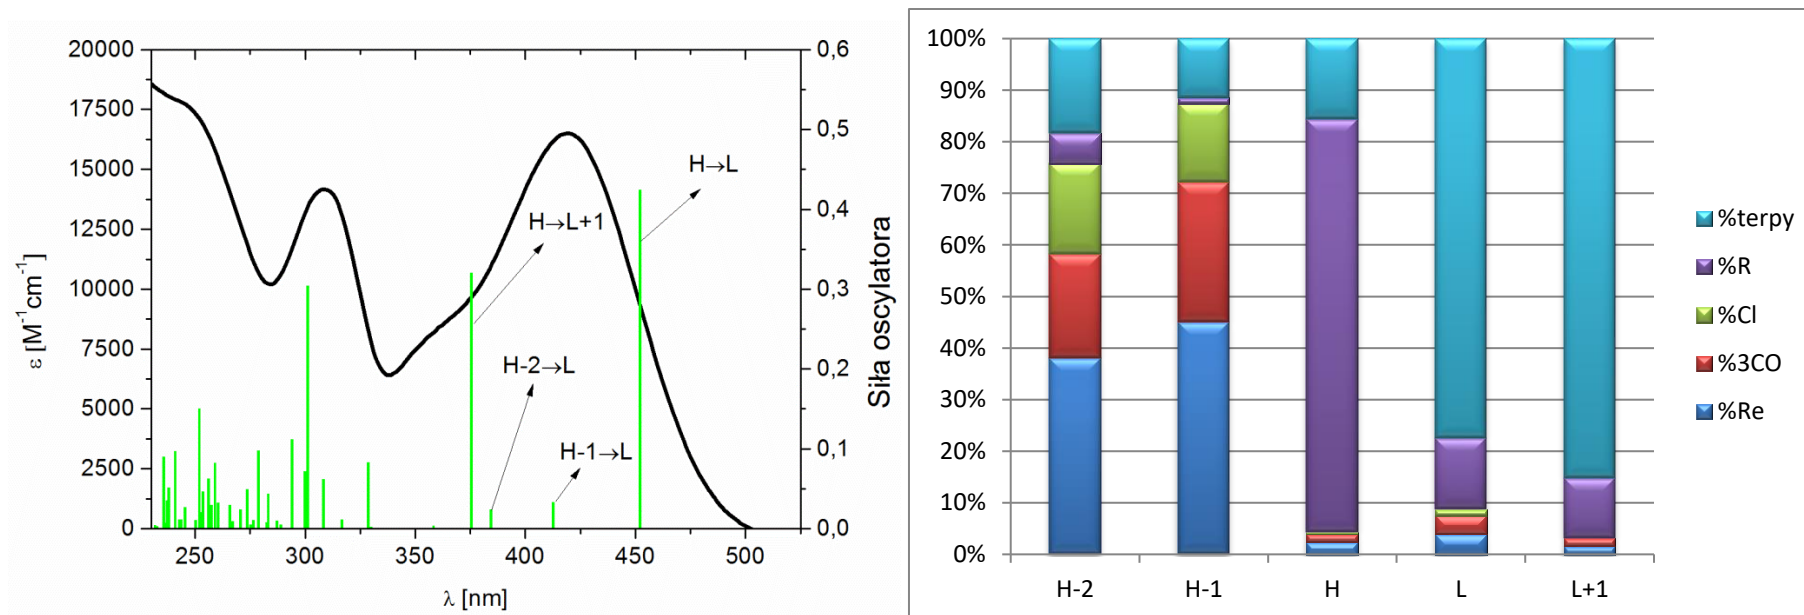 20000
17500
15000
12500
10000
7500
5000
2500
0
ε [M⁻¹cm⁻¹]
250
300
350
400
450
500
λ [nm]
0,6
0,5
0,4
0,3
0,2
0,1
0,0
Siła oscylatora
H→L
H→L+1
H-2→L
H-1→L
100%
90%
80%
70%
60%
50%
40%
30%
20%
10%
0%
H-2
H-1
H
L
L+1
%terpy
%R
%Cl
%3CO
%Re